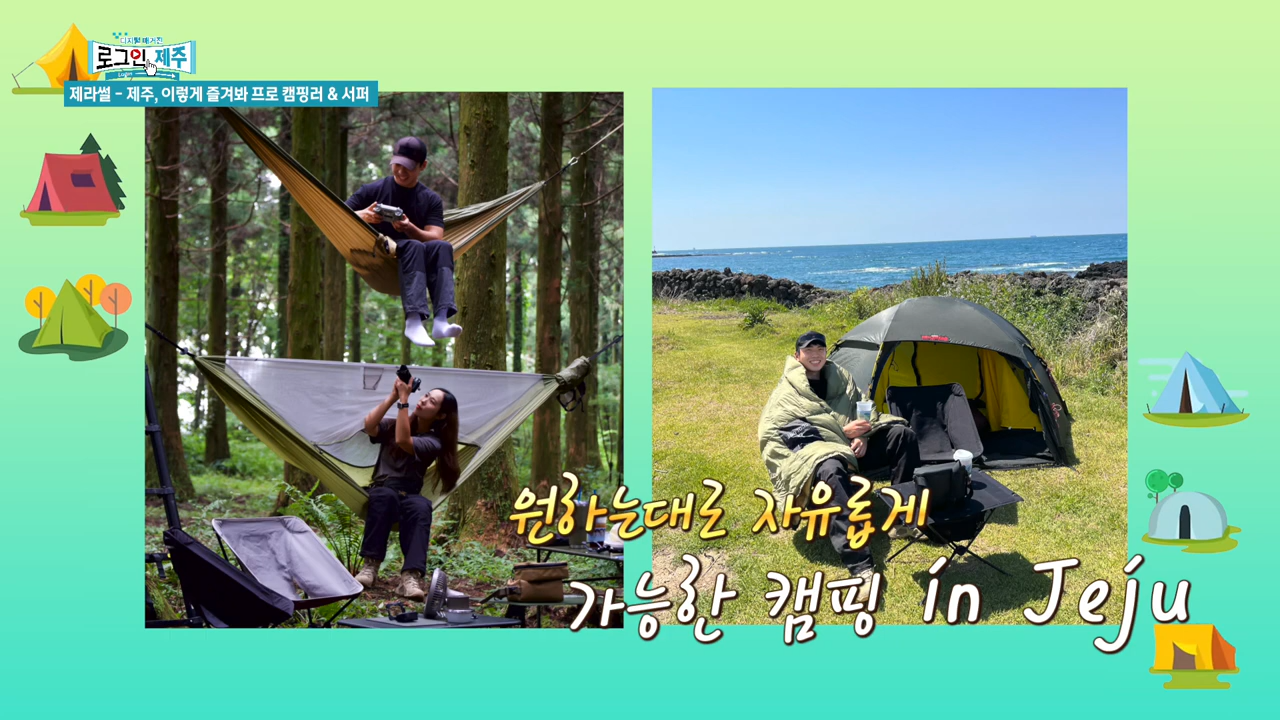 디지털 매거진
로그인 제주
Login
제라썰 - 제주, 이렇게 즐겨봐 프로 캠핑러 & 서퍼
원하는대로 자유롭게
가능한 캠핑 in Jeju